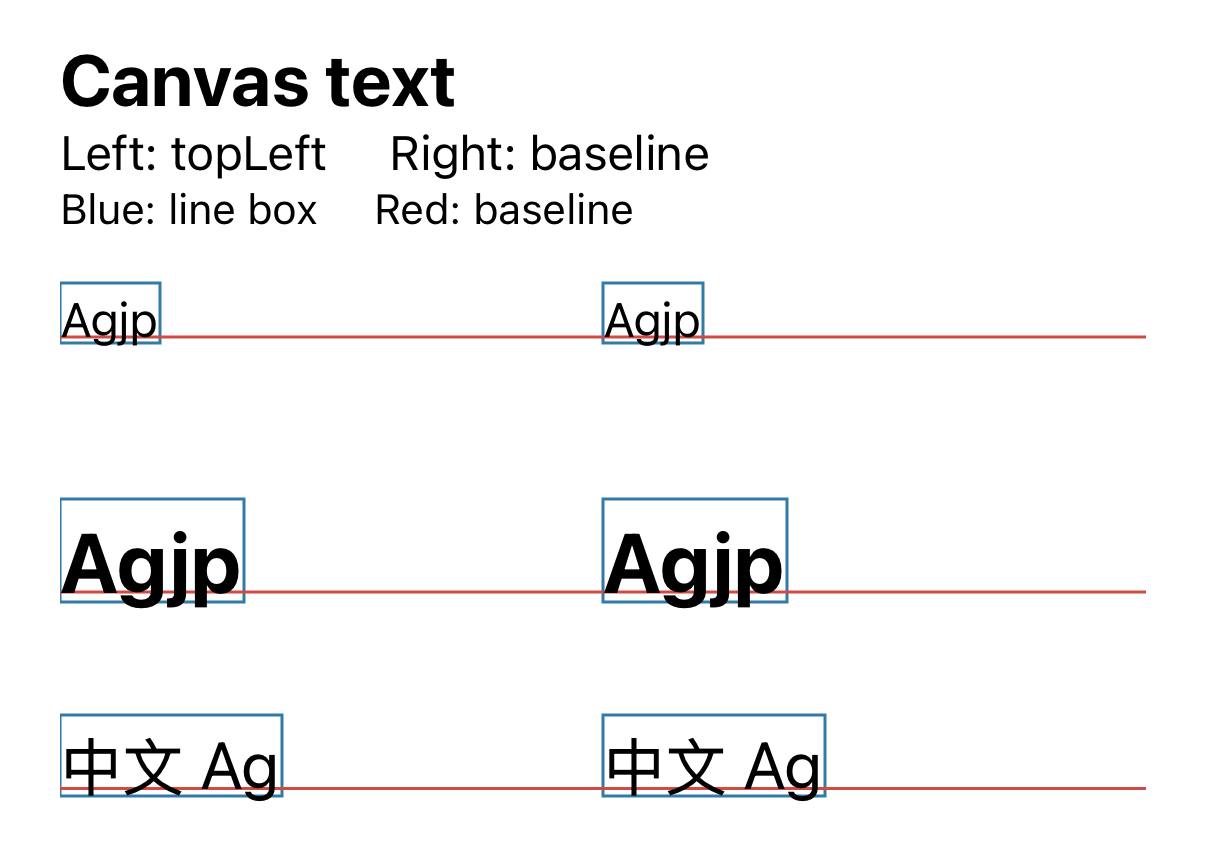 Canvas text
Left: topLeft Right: baseline
Blue: line box Red: baseline
Agjp Agjp
Agjp Agjp
中文 Ag 中文 Ag